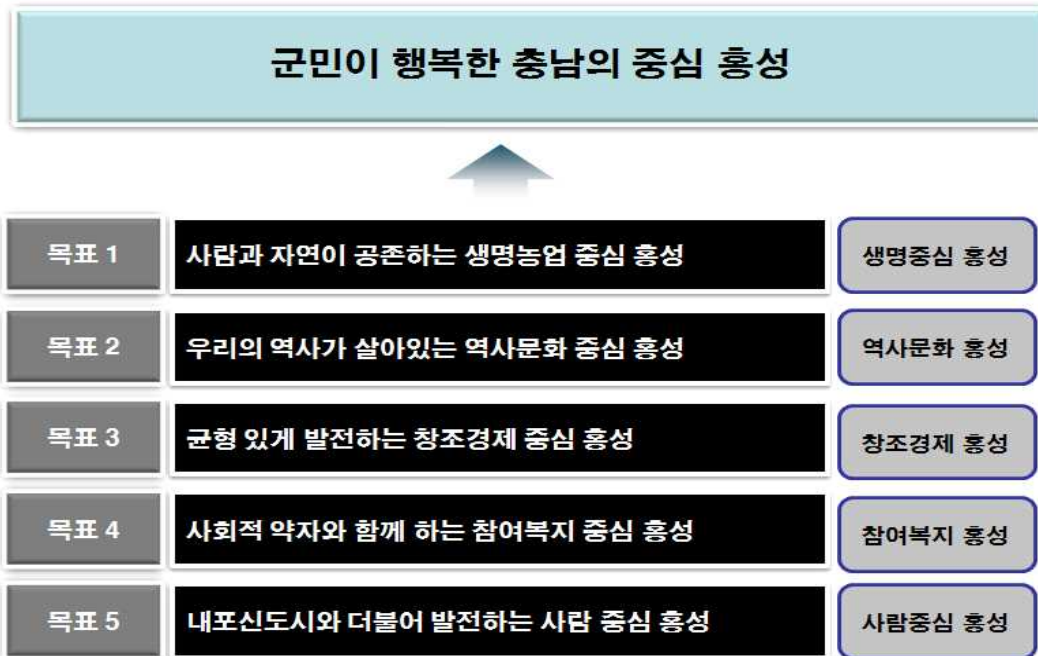 군민이 행복한 충남의 중심 홍성
목표 1 사람과 자연이 공존하는 생명농업 중심 홍성 생명중심 홍성
목표 2 우리의 역사가 살아있는 역사문화 중심 홍성 역사문화 홍성
목표 3 균형 있게 발전하는 창조경제 중심 홍성 창조경제 홍성
목표 4 사회적 약자와 함께 하는 참여복지 중심 홍성 참여복지 홍성
목표 5 내포신도시와 더불어 발전하는 사람 중심 홍성 사람중심 홍성